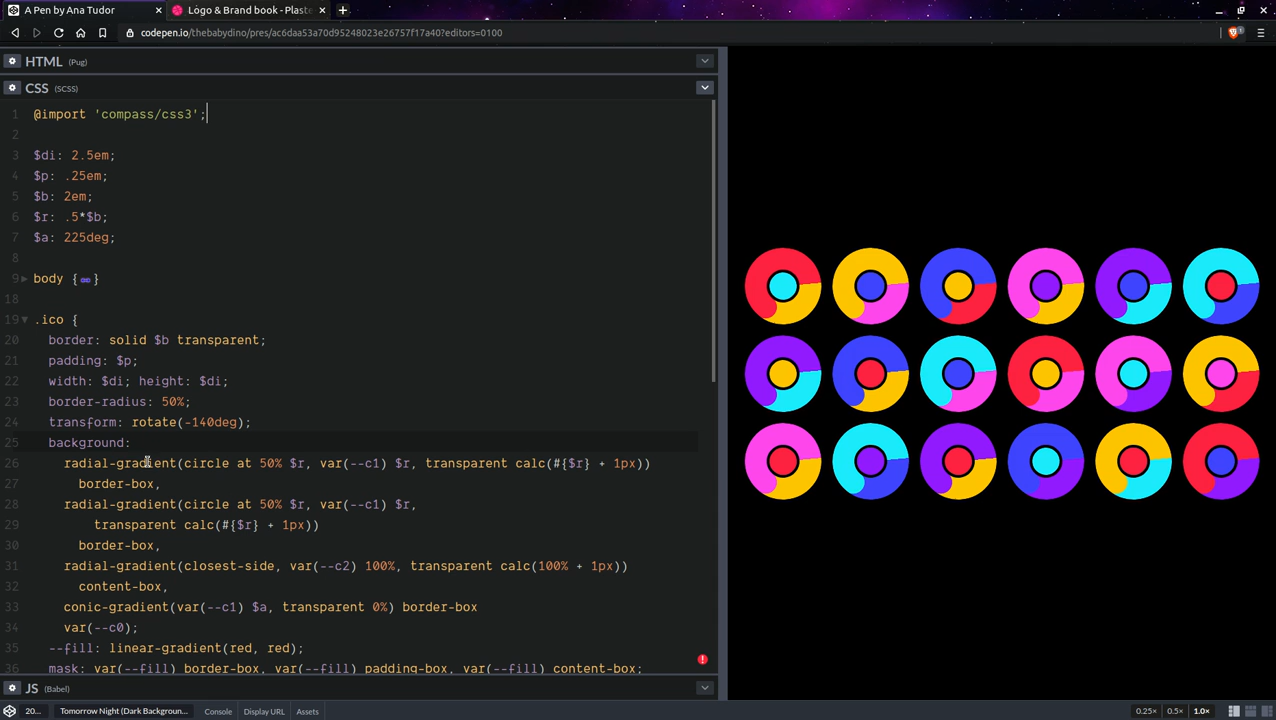 A Pen by Ana Tudor
Logo & Brand book - Plaste
codepen.io/thebabydino/pres/ac6daa53a70d95248023e26757f17a40?editors=0100
HTML (Pug)
CSS (SCSS)
1 @import 'compass/css3';
2
3 $di: 2.5em;
4 $p: .25em;
5 $b: 2em;
6 $r: .5*$b;
7 $a: 225deg;
8
9 body { }
18
19 .ico {
20 border: solid $b transparent;
21 padding: $p;
22 width: $di; height: $di;
23 border-radius: 50%;
24 transform: rotate(-140deg);
25 background:
26 radial-gradient(circle at 50% $r, var(--c1) $r, transparent calc(#{$r} + 1px))
27 border-box,
28 radial-gradient(circle at 50% $r, var(--c1) $r,
29 transparent calc(#{$r} + 1px))
30 border-box,
31 radial-gradient(closest-side, var(--c2) 100%, transparent calc(100% + 1px))
32 content-box,
33 conic-gradient(var(--c1) $a, transparent 0%) border-box
34 var(--c0);
35 --fill: linear-gradient(red, red);
36 mask: var(--fill) border-box, var(--fill) padding-box, var(--fill) content-box;
JS (Babel)
20... Tomorrow Night (Dark Backgroun... Console Display URL Assets 0.25× 0.5× 1.0×